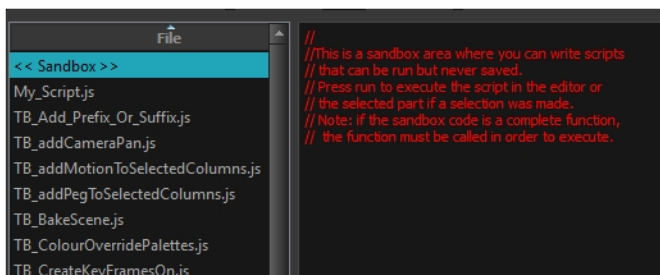 File
<< Sandbox >>
My_Script.js
TB_Add_Prefix_Or_Suffix.js
TB_addCameraPan.js
TB_addMotionToSelectedColumns.js
TB_addPegToSelectedColumns.js
TB_BakeScene.js
TB_ColourOverridePalettes.js
TB_CreateKeyFramesOn.js
//
//This is a sandbox area where you can write scripts
// that can be run but never saved.
// Press run to execute the script in the editor or
// the selected part if a selection was made.
// Note: if the sandbox code is a complete function,
//  the function must be called in order to execute.